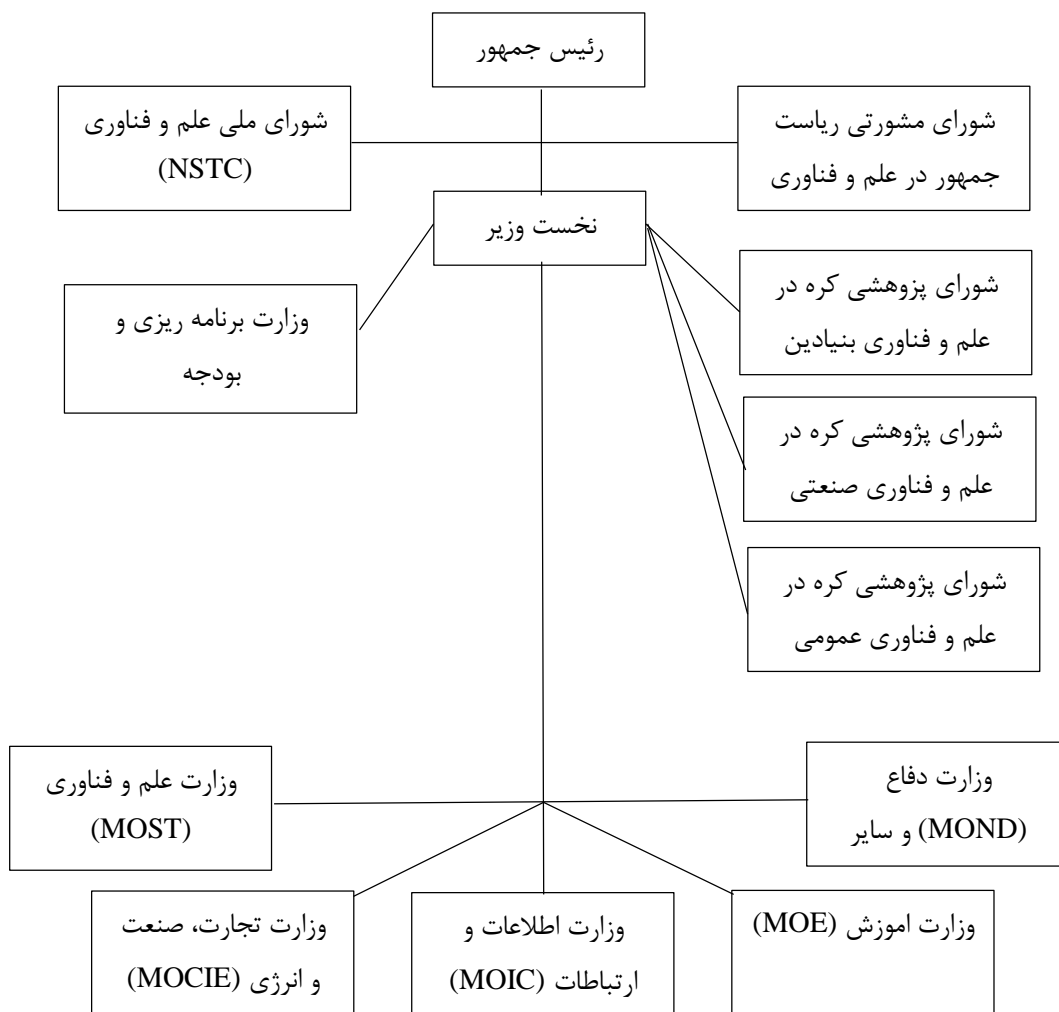 رئیس جمهور
شورای مشورتی ریاست
جمهور در علم و فناوری
شورای ملی علم و فناوری
(NSTC)
نخست وزیر
شورای پزوهشی کره در
علم و فناوری بنیادین
وزارت برنامه ریزی و
بودجه
شورای پژوهشی کره در
علم و فناوری صنعتی
شورای پژوهشی کره در
علم و فناوری عمومی
وزارت دفاع
(MOND) و سایر
وزارت علم و فناوری
(MOST)
وزارت اموزش (MOE)
وزارت اطلاعات و
ارتباطات (MOIC)
وزارت تجارت، صنعت
و انرژی (MOCIE)